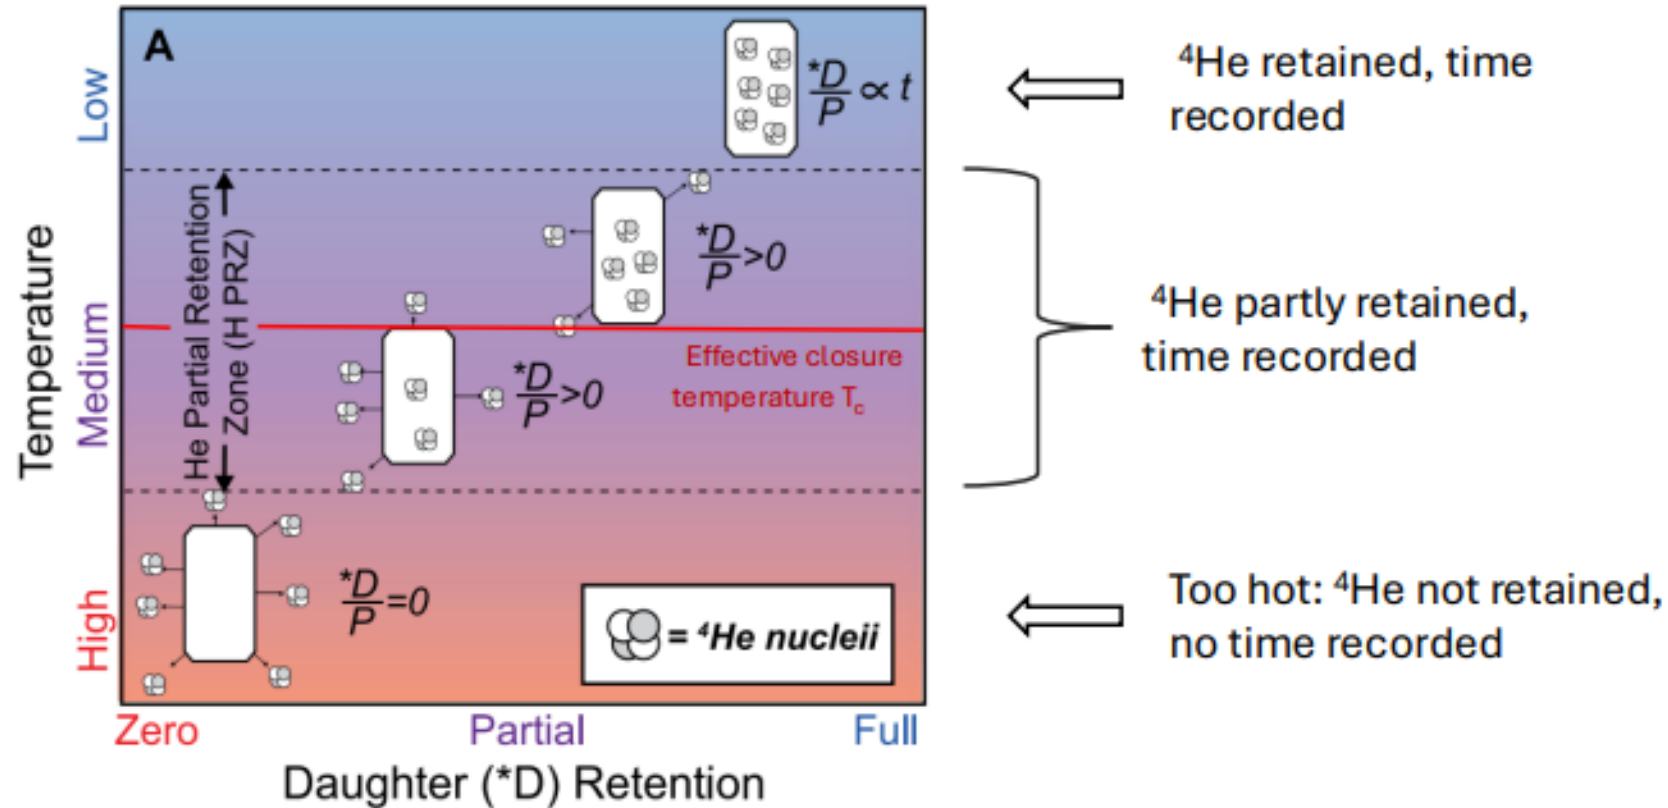 A
Temperature
Low
Medium
High
He Partial Retention
Zone (H PRZ)
*D/P ∝ t
*D/P >0
*D/P >0
*D/P =0
Effective closure
temperature Tc
= ⁴He nucleii
Zero
Partial
Full
Daughter (*D) Retention
⁴He retained, time
recorded
⁴He partly retained,
time recorded
Too hot: ⁴He not retained,
no time recorded